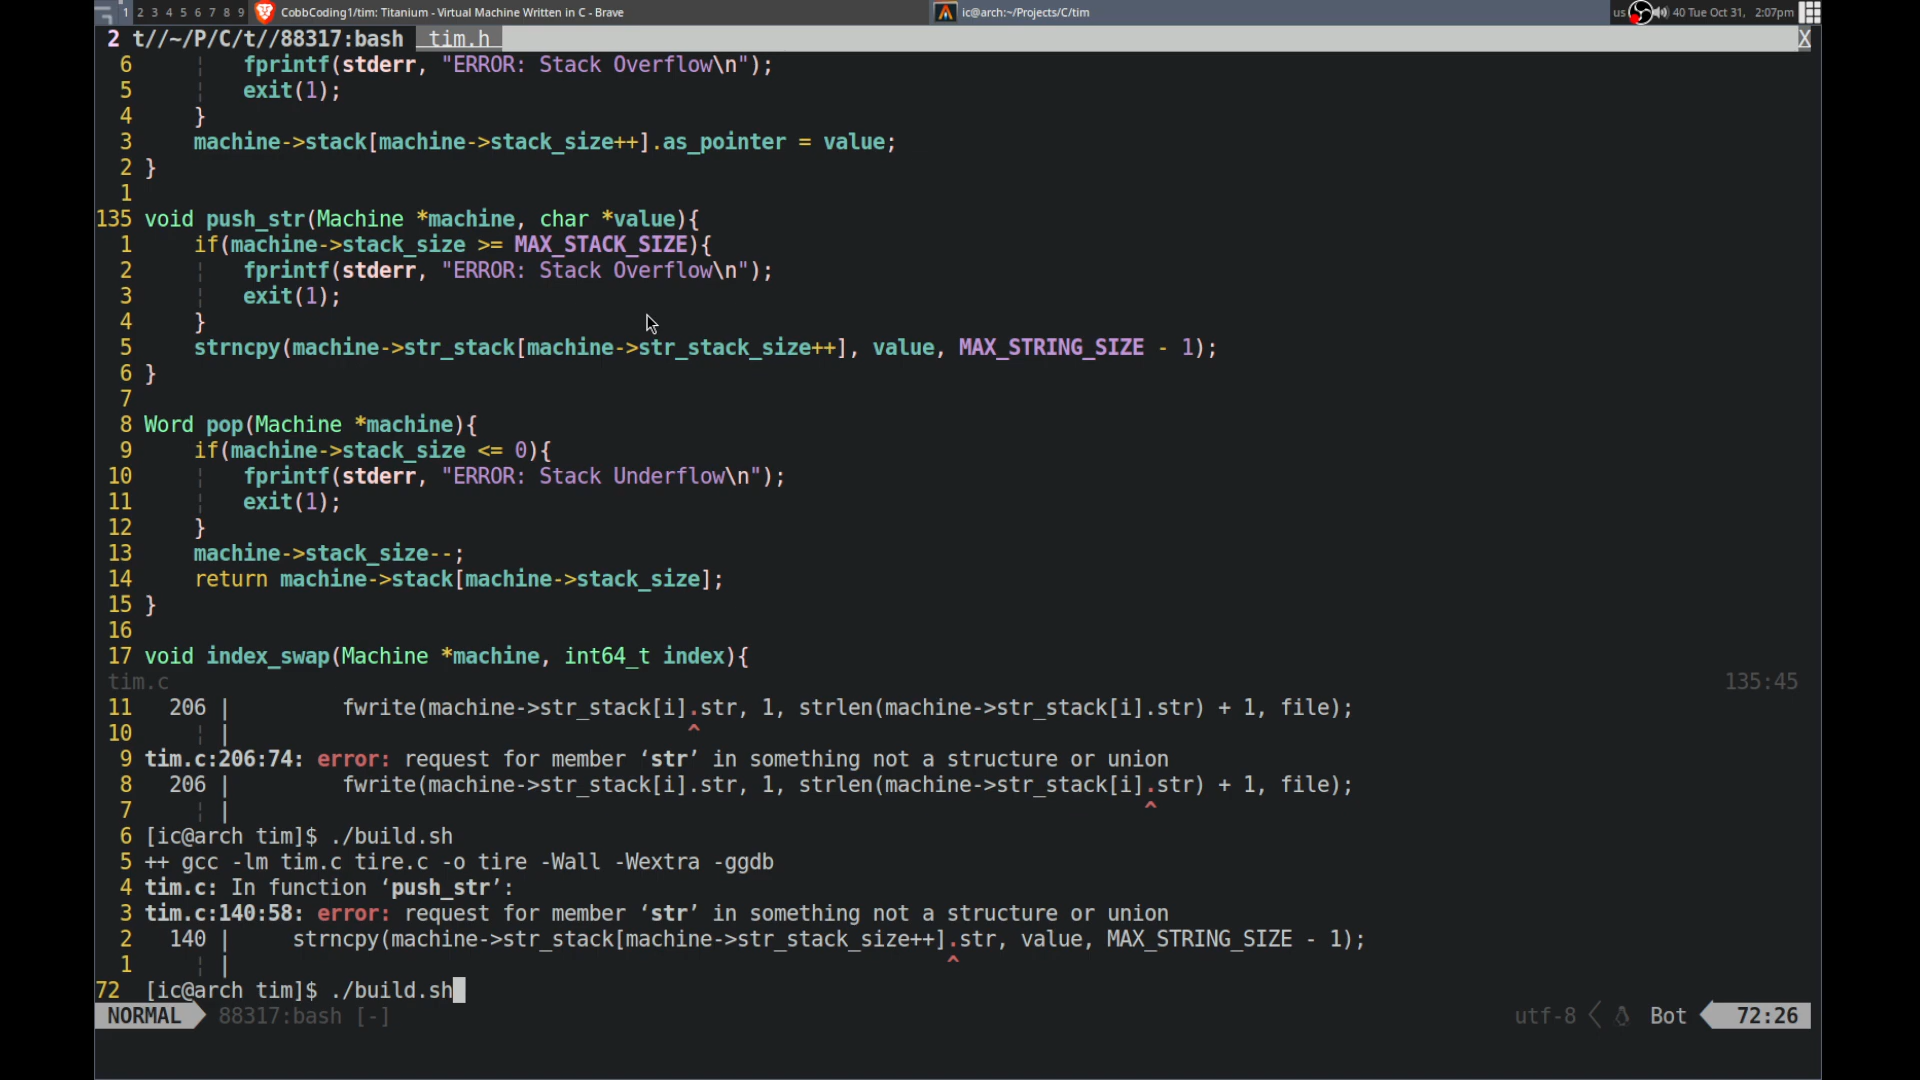 1 2 3 4 5 6 7 8 9 CobbCoding1/tim: Titanium - Virtual Machine Written in C - Brave ic@arch:~/Projects/C/tim us 40 Tue Oct 31, 2:07pm
2 t//~/P/C/t//88317:bash tim.h X
6 ¦ fprintf(stderr, "ERROR: Stack Overflow\n");
5 ¦ exit(1);
4 }
3 machine->stack[machine->stack_size++].as_pointer = value;
2 }
1
135 void push_str(Machine *machine, char *value){
1 if(machine->stack_size >= MAX_STACK_SIZE){
2 ¦ fprintf(stderr, "ERROR: Stack Overflow\n");
3 ¦ exit(1);
4 }
5 strncpy(machine->str_stack[machine->str_stack_size++], value, MAX_STRING_SIZE - 1);
6 }
7
8 Word pop(Machine *machine){
9 if(machine->stack_size <= 0){
10 ¦ fprintf(stderr, "ERROR: Stack Underflow\n");
11 ¦ exit(1);
12 }
13 machine->stack_size--;
14 return machine->stack[machine->stack_size];
15 }
16
17 void index_swap(Machine *machine, int64_t index){
tim.c 135:45
11 206 | fwrite(machine->str_stack[i].str, 1, strlen(machine->str_stack[i].str) + 1, file);
10 ¦ | ^
9 tim.c:206:74: error: request for member ‘str’ in something not a structure or union
8 206 | fwrite(machine->str_stack[i].str, 1, strlen(machine->str_stack[i].str) + 1, file);
7 ¦ | ^
6 [ic@arch tim]$ ./build.sh
5 ++ gcc -lm tim.c tire.c -o tire -Wall -Wextra -ggdb
4 tim.c: In function ‘push_str’:
3 tim.c:140:58: error: request for member ‘str’ in something not a structure or union
2 140 | strncpy(machine->str_stack[machine->str_stack_size++].str, value, MAX_STRING_SIZE - 1);
1 ¦ | ^
72 [ic@arch tim]$ ./build.sh
NORMAL 88317:bash [-] utf-8 Bot 72:26